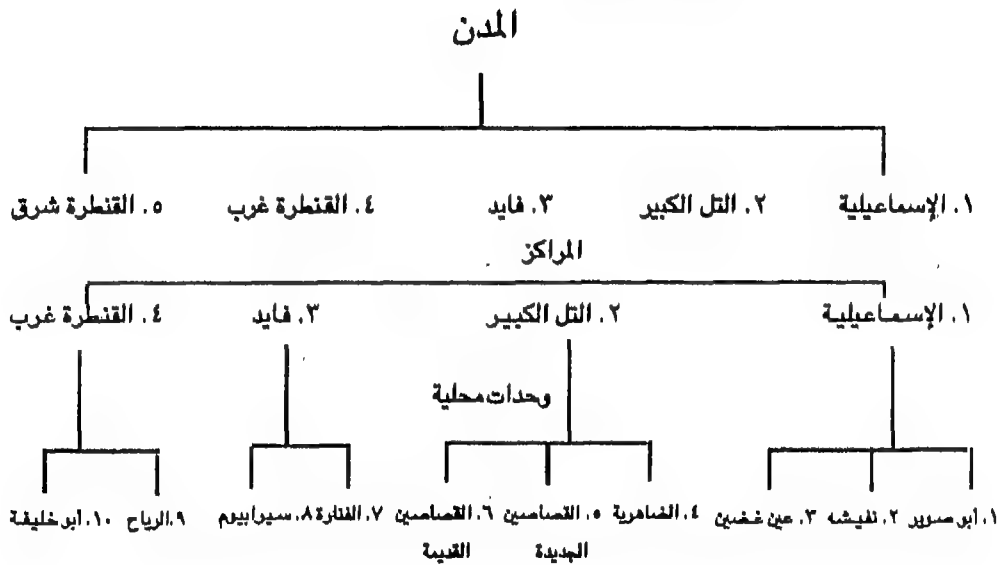 المدن
١. الإسماعيلية ٢. التل الكبير ٣. فايد ٤. القنطرة غرب ٥. القنطرة شرق
المراكز
١. الإسماعيلية ٢. التل الكبير ٣. فايد ٤. القنطرة غرب
وحدات محلية
١. أبو صوير ٢. نفيشه ٣. عين غضين ٤. الضاهرية ٥. القصاصين ٦. القصاصين ٧. الفنارة ٨. سيرابيوم ٩. الرياح ١٠. أبو خليفة
الجديدة القديمة